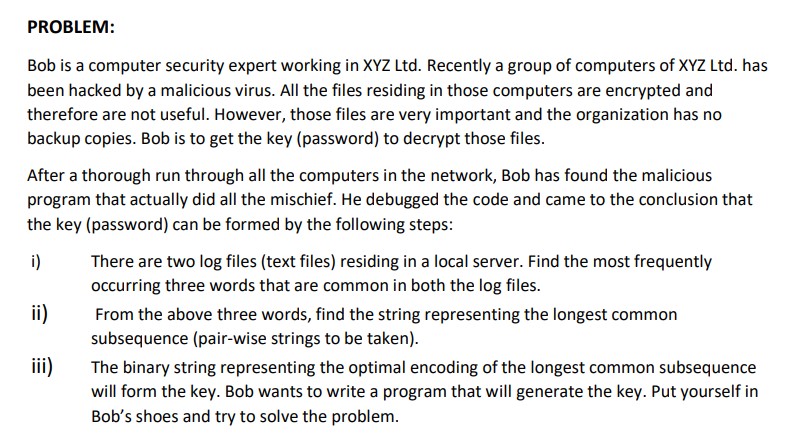 PROBLEM:
Bob is a computer security expert working in XYZ Ltd. Recently a group of computers of XYZ Ltd. has
been hacked by a malicious virus. All the files residing in those computers are encrypted and
therefore are not useful. However, those files are very important and the organization has no
backup copies. Bob is to get the key (password) to decrypt those files.
After a thorough run through all the computers in the network, Bob has found the malicious
program that actually did all the mischief. He debugged the code and came to the conclusion that
the key (password) can be formed by the following steps:
i) There are two log files (text files) residing in a local server. Find the most frequently
occurring three words that are common in both the log files.
ii) From the above three words, find the string representing the longest common
subsequence (pair-wise strings to be taken).
iii) The binary string representing the optimal encoding of the longest common subsequence
will form the key. Bob wants to write a program that will generate the key. Put yourself in
Bob's shoes and try to solve the problem.